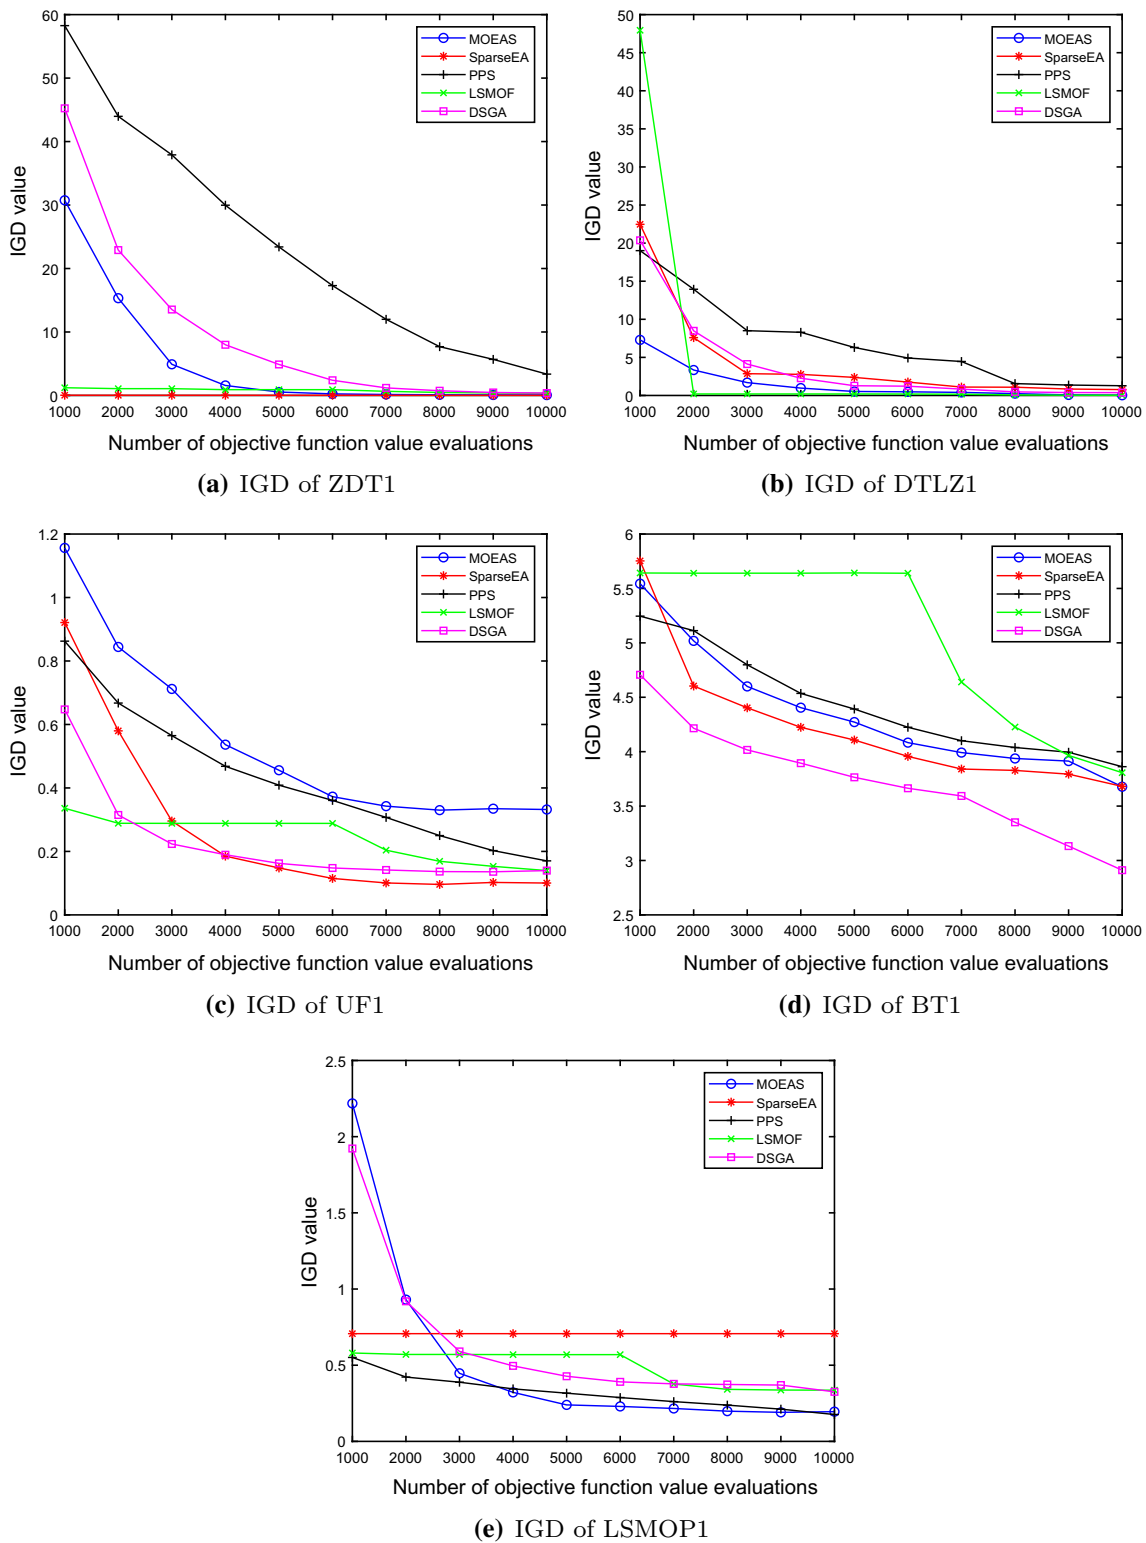 60
50
40
30
20
10
0
IGD value
MOEAS
SparseEA
PPS
LSMOF
DSGA
1000 2000 3000 4000 5000 6000 7000 8000 9000 10000
Number of objective function value evaluations
(a) IGD of ZDT1
50
45
40
35
30
25
20
15
10
5
0
IGD value
MOEAS
SparseEA
PPS
LSMOF
DSGA
1000 2000 3000 4000 5000 6000 7000 8000 9000 10000
Number of objective function value evaluations
(b) IGD of DTLZ1
1.2
1
0.8
0.6
0.4
0.2
0
IGD value
MOEAS
SparseEA
PPS
LSMOF
DSGA
1000 2000 3000 4000 5000 6000 7000 8000 9000 10000
Number of objective function value evaluations
(c) IGD of UF1
6
5.5
5
4.5
4
3.5
3
2.5
IGD value
MOEAS
SparseEA
PPS
LSMOF
DSGA
1000 2000 3000 4000 5000 6000 7000 8000 9000 10000
Number of objective function value evaluations
(d) IGD of BT1
2.5
2
1.5
1
0.5
0
IGD value
MOEAS
SparseEA
PPS
LSMOF
DSGA
1000 2000 3000 4000 5000 6000 7000 8000 9000 10000
Number of objective function value evaluations
(e) IGD of LSMOP1